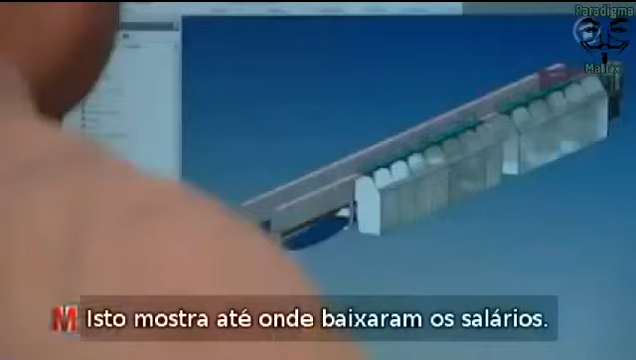 Paradigma
Matrix
M Isto mostra até onde baixaram os salários.